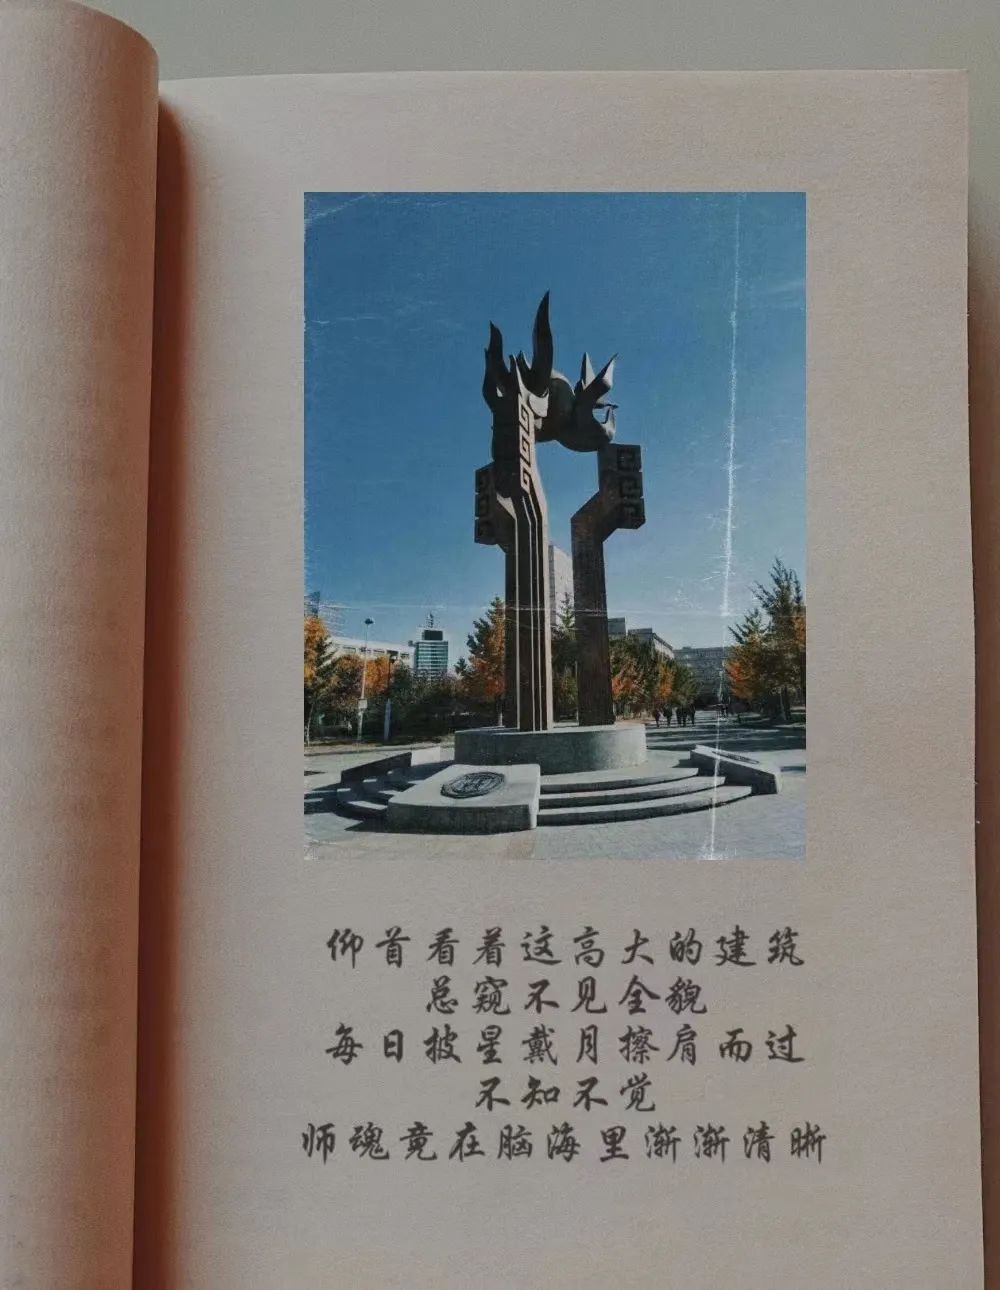 仰首看着这高大的建筑
总窥不见全貌
每日披星戴月擦肩而过
不知不觉
师魂竟在脑海里渐渐清晰